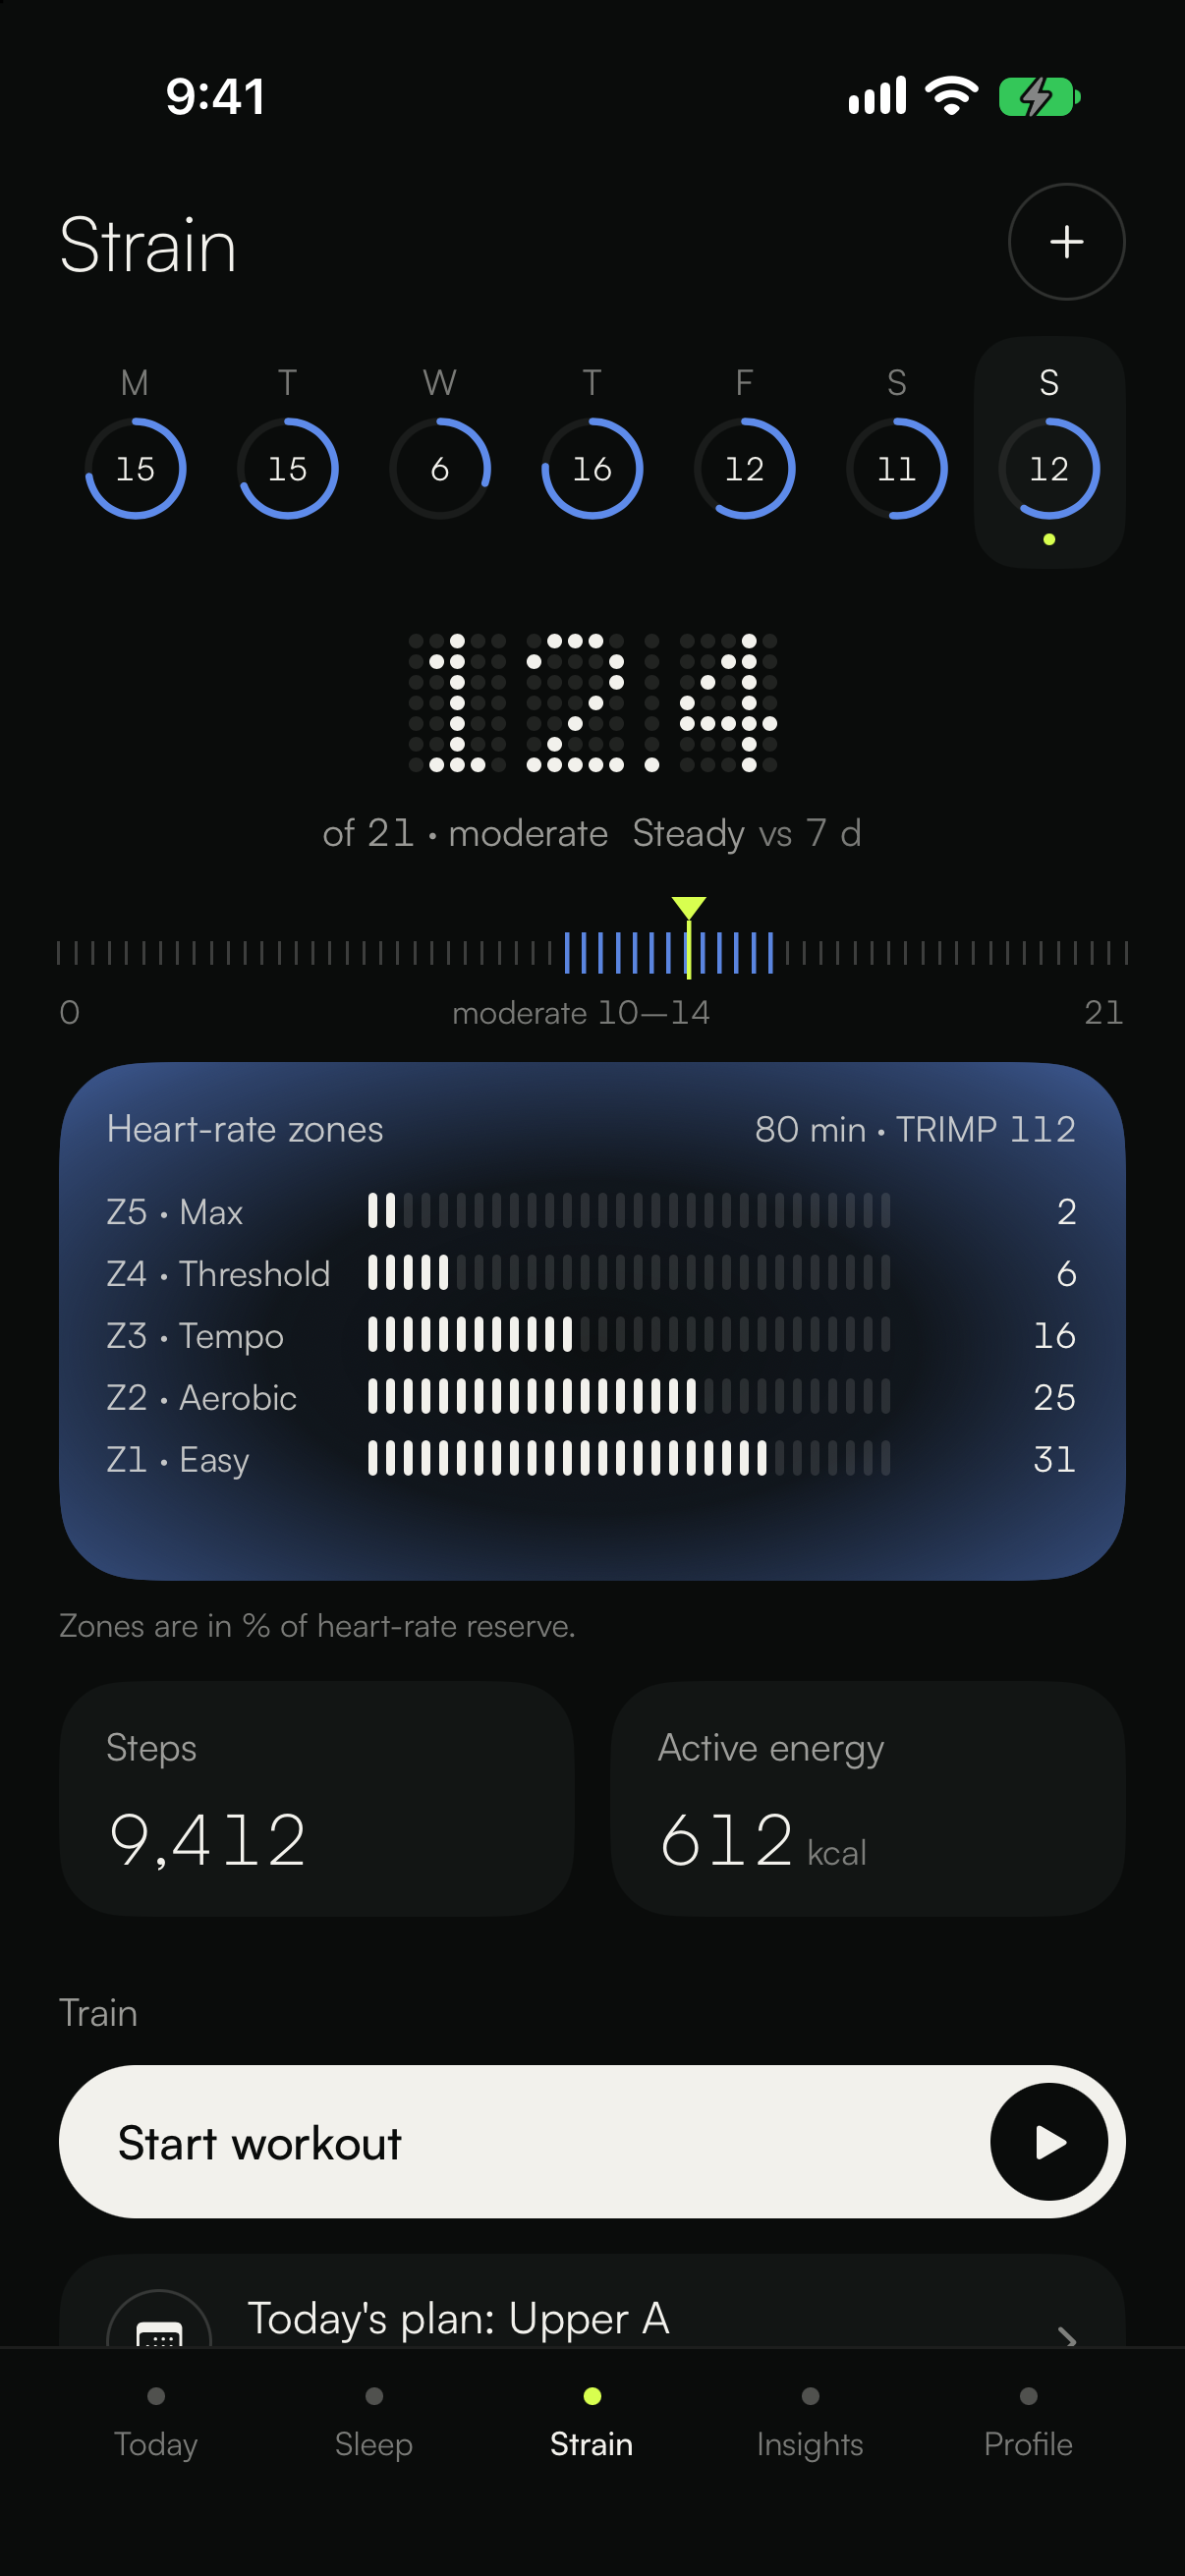 9:41
Strain
M T W T F S S
15 15 6 16 12 11 12
12.4
of 21 · moderate Steady vs 7 d
0 moderate 10—14 21
Heart-rate zones 80 min · TRIMP 112
Z5 · Max 2
Z4 · Threshold 6
Z3 · Tempo 16
Z2 · Aerobic 25
Z1 · Easy 31
Zones are in % of heart-rate reserve.
Steps Active energy
9,412 612 kcal
Train
Start workout
Today's plan: Upper A
Today Sleep Strain Insights Profile